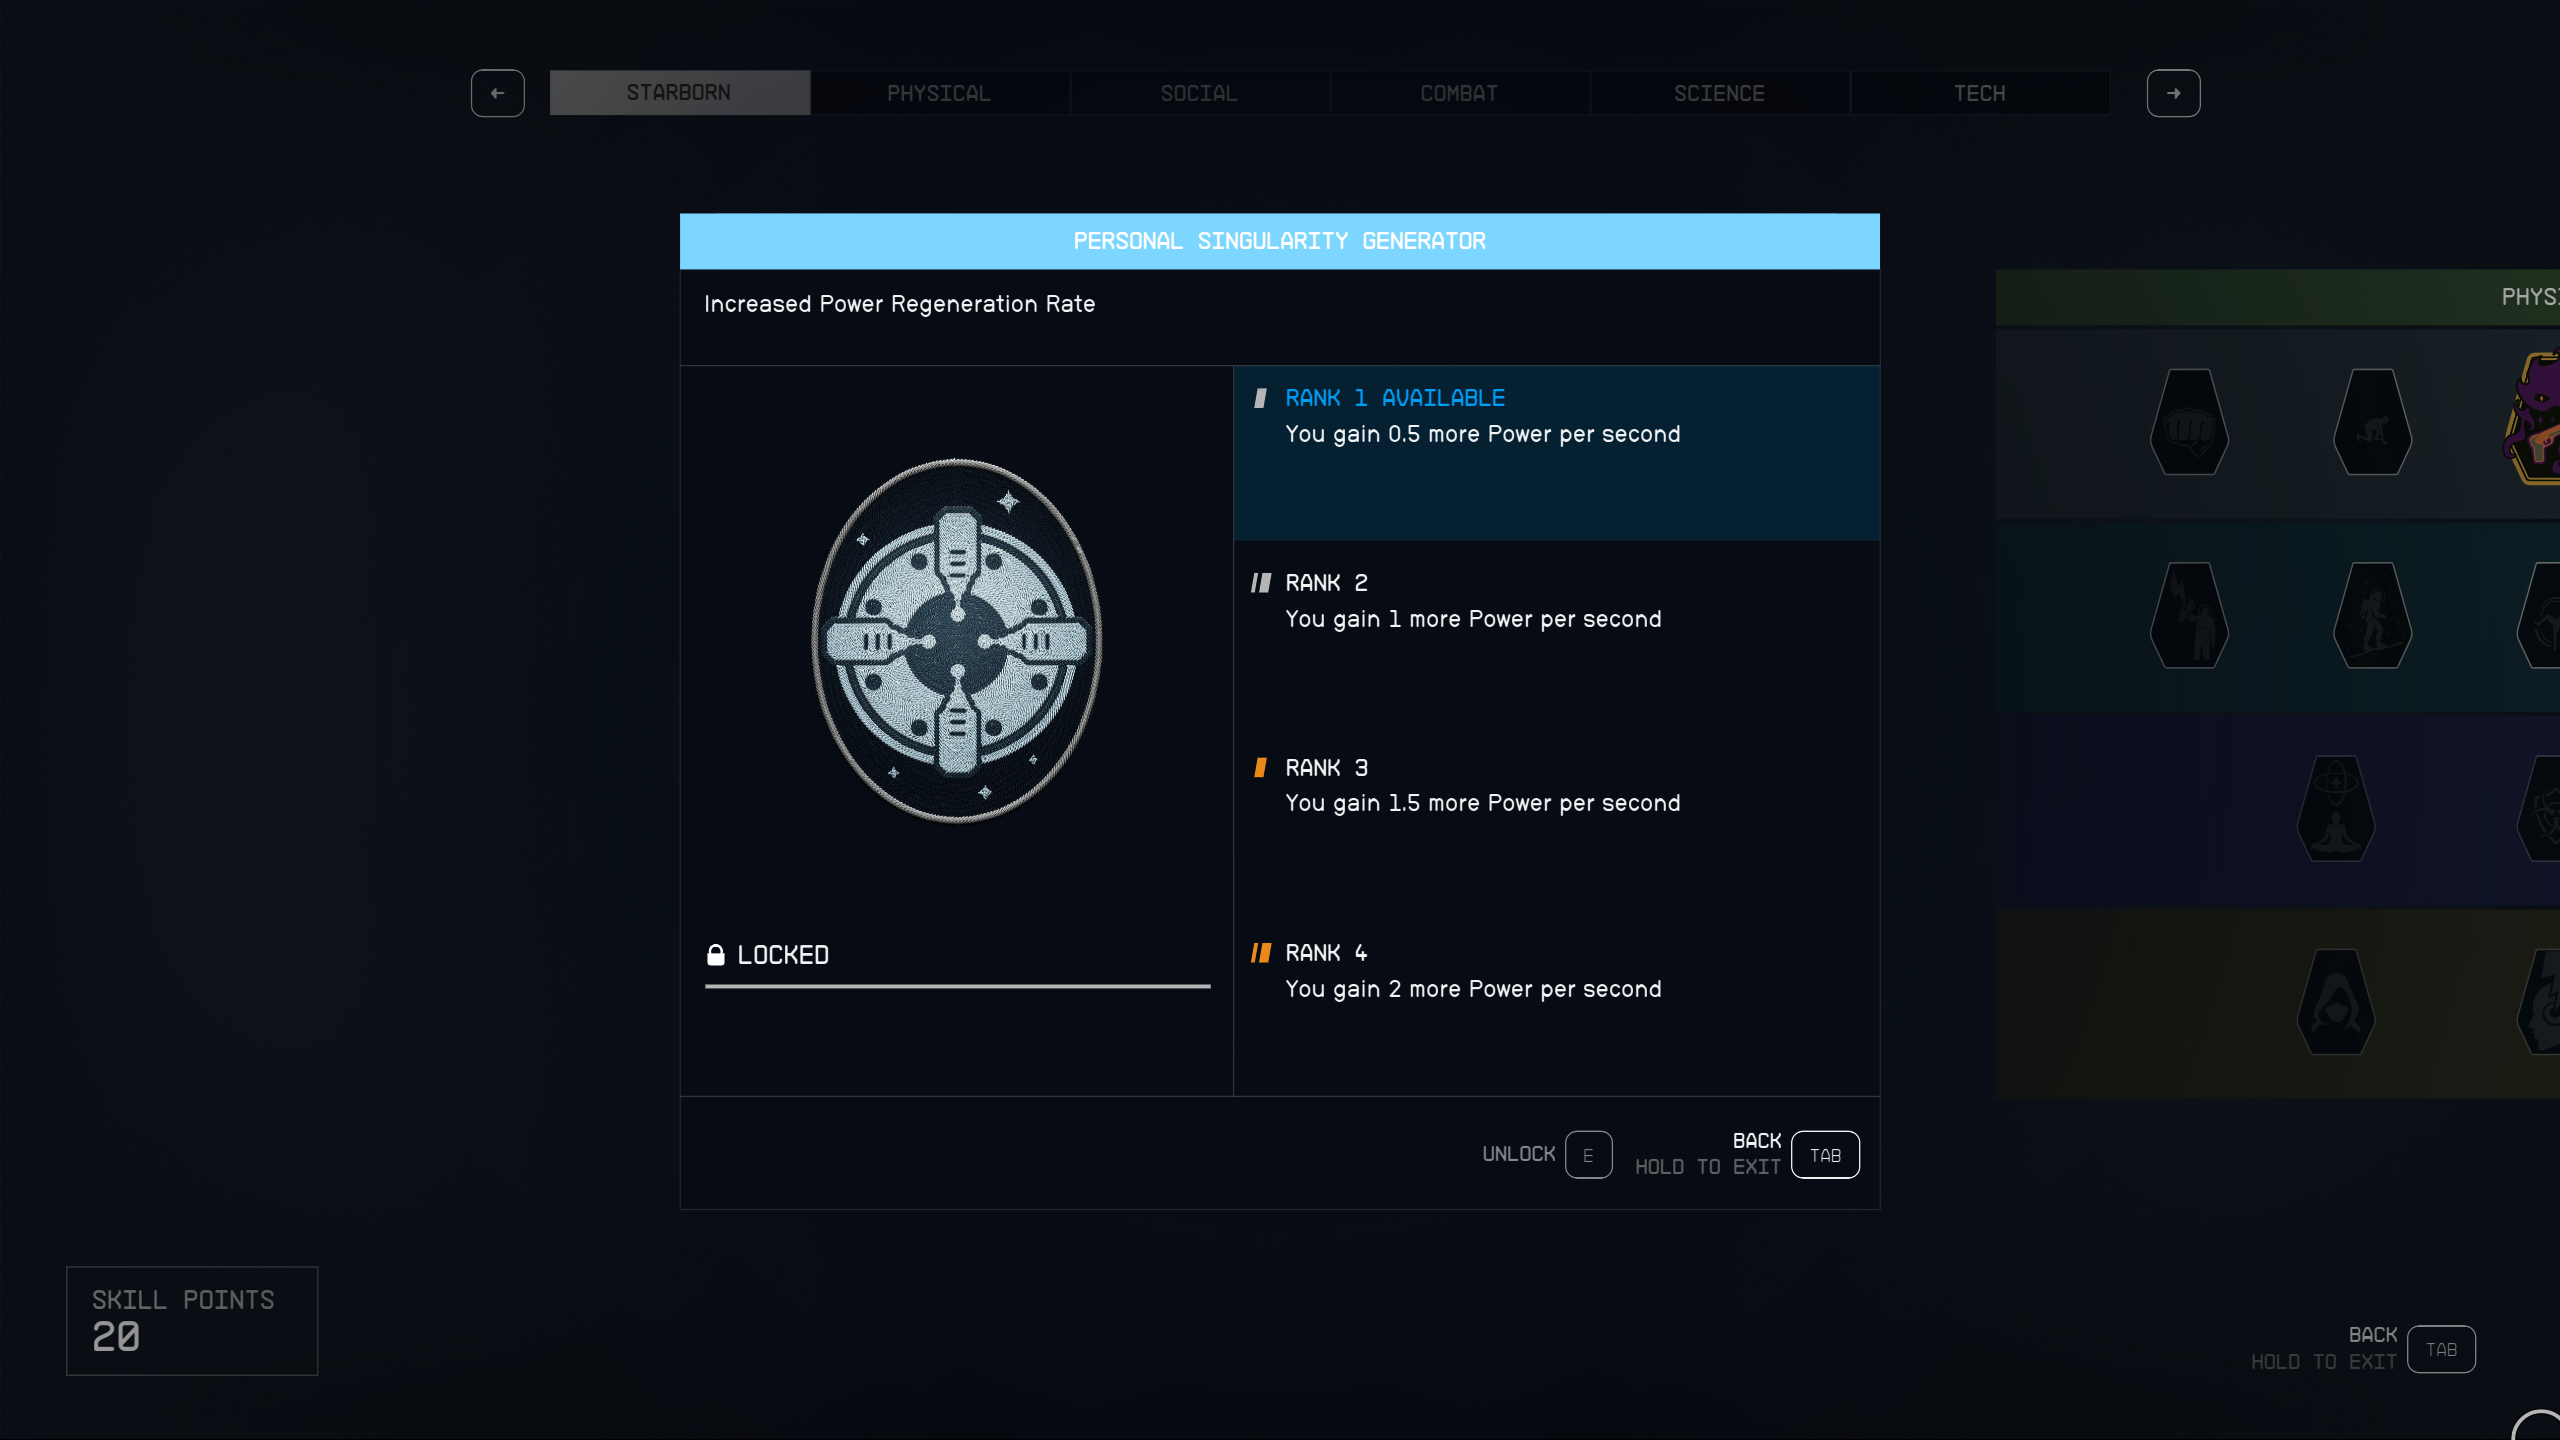 STARBORN
PHYSICAL
SOCIAL
COMBAT
SCIENCE
TECH
PERSONAL SINGULARITY GENERATOR
Increased Power Regeneration Rate
RANK 1 AVAILABLE
You gain 0.5 more Power per second
RANK 2
You gain 1 more Power per second
RANK 3
You gain 1.5 more Power per second
RANK 4
You gain 2 more Power per second
LOCKED
UNLOCK E
BACK
HOLD TO EXIT
TAB
PHYSI
SKILL POINTS
20
BACK
HOLD TO EXIT
TAB